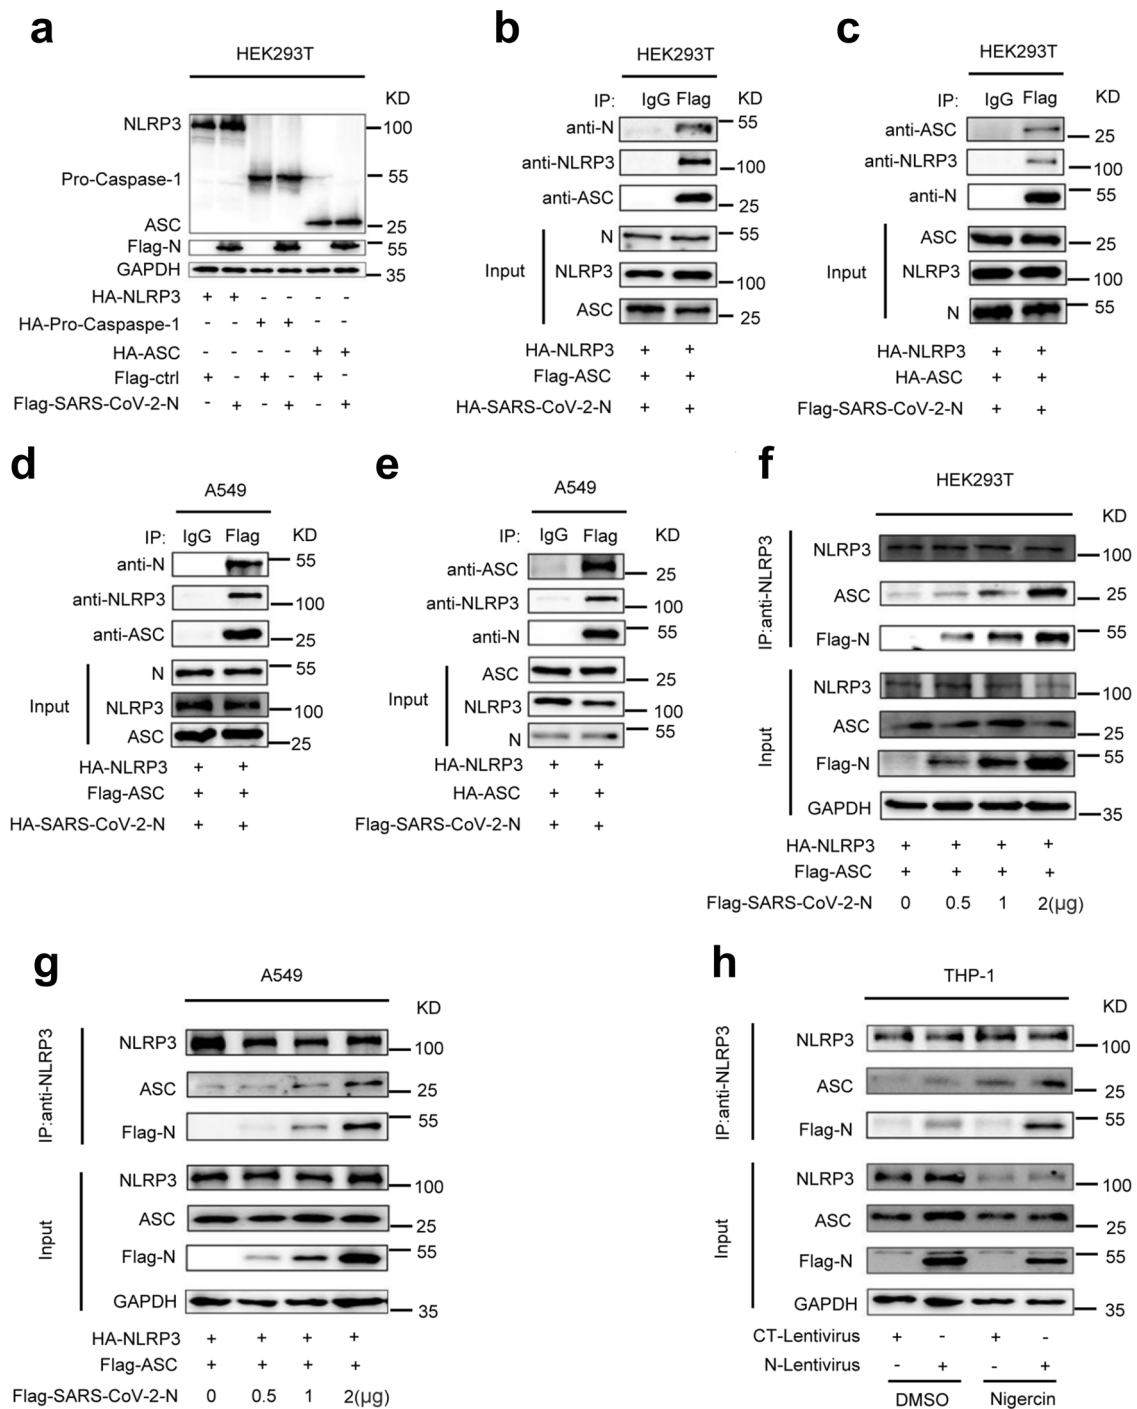 a
HEK293T
KD
NLRP3
100
Pro-Caspase-1
55
ASC
25
Flag-N
55
GAPDH
35
HA-NLRP3 + + - - - -
HA-Pro-Caspaspe-1 - - + + - -
HA-ASC - - - - + +
Flag-ctrl + - + - + -
Flag-SARS-CoV-2-N - + - + - +
b
HEK293T
IP: IgG Flag KD
anti-N 55
anti-NLRP3 100
anti-ASC 25
Input
N 55
NLRP3 100
ASC 25
HA-NLRP3 + +
Flag-ASC + +
HA-SARS-CoV-2-N + +
c
HEK293T
IP: IgG Flag KD
anti-ASC 25
anti-NLRP3 100
anti-N 55
Input
ASC 25
NLRP3 100
N 55
HA-NLRP3 + +
HA-ASC + +
Flag-SARS-CoV-2-N + +
d
A549
IP: IgG Flag KD
anti-N 55
anti-NLRP3 100
anti-ASC 25
Input
N 55
NLRP3 100
ASC 25
HA-NLRP3 + +
Flag-ASC + +
HA-SARS-CoV-2-N + +
e
A549
IP: IgG Flag KD
anti-ASC 25
anti-NLRP3 100
anti-N 55
Input
ASC 25
NLRP3 100
N 55
HA-NLRP3 + +
HA-ASC + +
Flag-SARS-CoV-2-N + +
f
HEK293T
KD
IP:anti-NLRP3
NLRP3 100
ASC 25
Flag-N 55
Input
NLRP3 100
ASC 25
Flag-N 55
GAPDH 35
HA-NLRP3 + + + +
Flag-ASC + + + +
Flag-SARS-CoV-2-N 0 0.5 1 2(μg)
g
A549
KD
IP:anti-NLRP3
NLRP3 100
ASC 25
Flag-N 55
Input
NLRP3 100
ASC 25
Flag-N 55
GAPDH 35
HA-NLRP3 + + + +
Flag-ASC + + + +
Flag-SARS-CoV-2-N 0 0.5 1 2(μg)
h
THP-1
KD
IP:anti-NLRP3
NLRP3 100
ASC 25
Flag-N 55
Input
NLRP3 100
ASC 25
Flag-N 55
GAPDH 35
CT-Lentivirus + - + -
N-Lentivirus - + - +
DMSO Nigercin